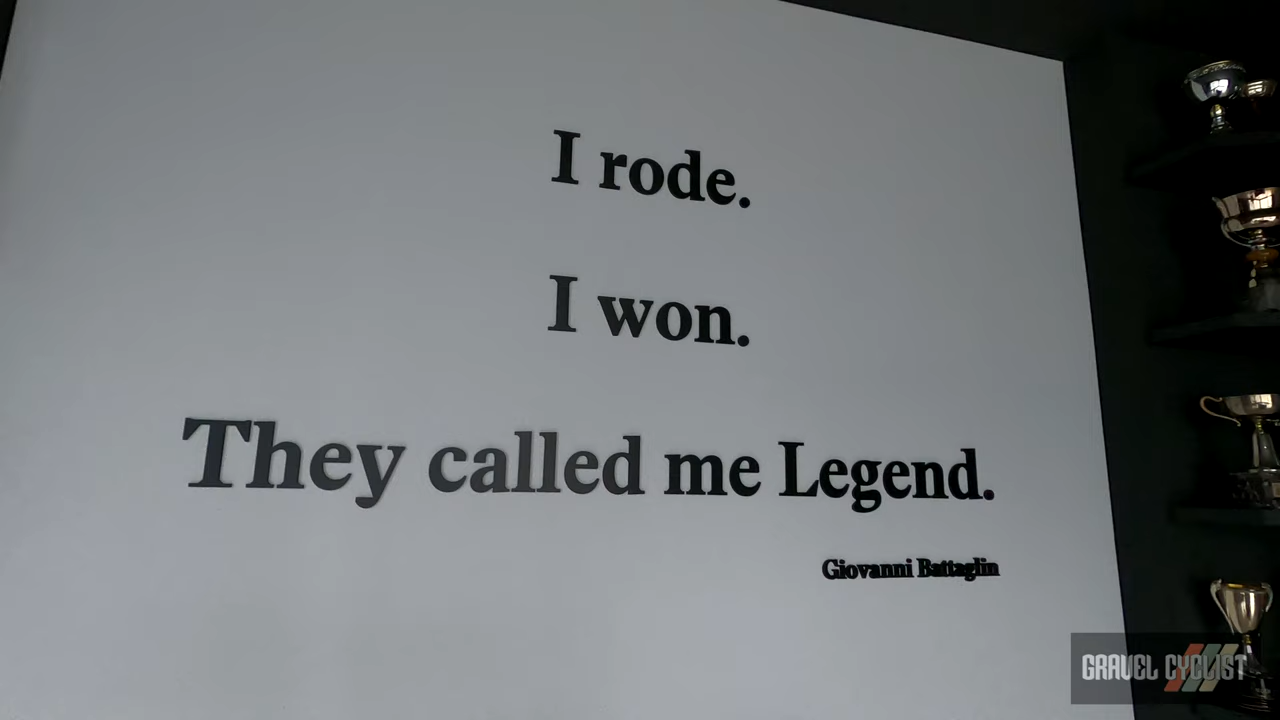 I rode.
I won.
They called me Legend.
Giovanni Battaglin
GRAVEL CYCLIST